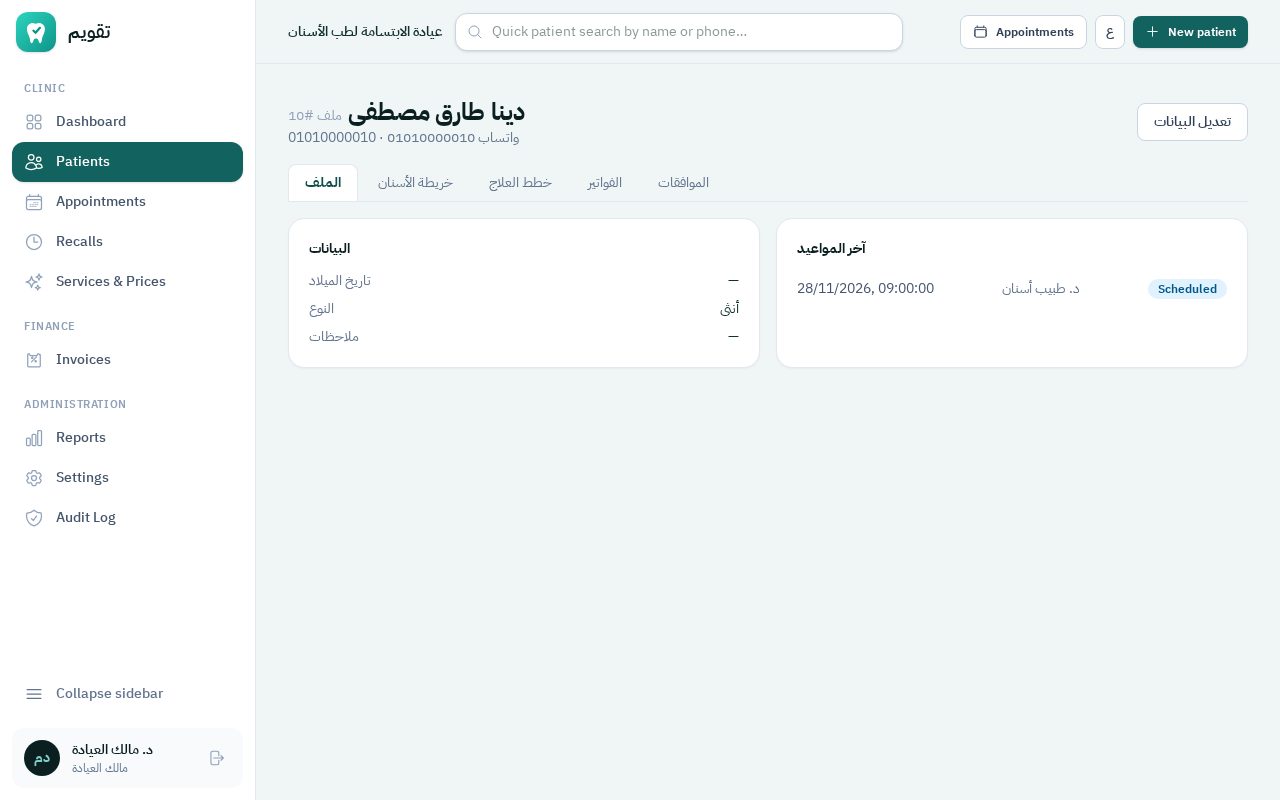 تقويم
CLINIC
Dashboard
Patients
Appointments
Recalls
Services & Prices
FINANCE
Invoices
ADMINISTRATION
Reports
Settings
Audit Log
Collapse sidebar
دم
د. مالك العيادة
مالك العيادة
عيادة الابتسامة لطب الأسنان
Quick patient search by name or phone...
Appointments
ع
New patient
دينا طارق مصطفى ملف #10
01010000010 · واتساب 01010000010
تعديل البيانات
الملف
خريطة الأسنان
خطط العلاج
الفواتير
الموافقات
البيانات
تاريخ الميلاد —
النوع أنثى
ملاحظات —
آخر المواعيد
28/11/2026, 09:00:00 د. طبيب أسنان Scheduled